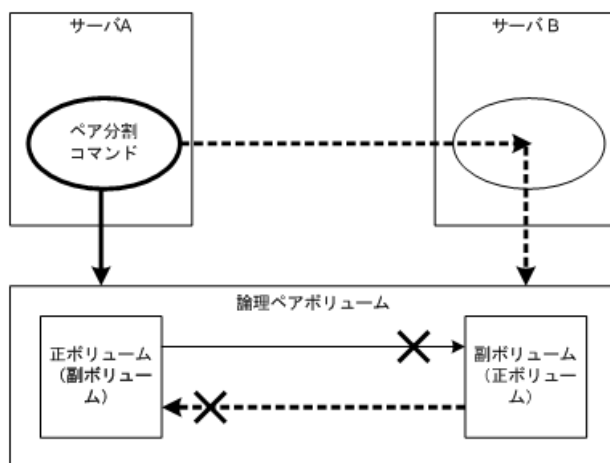 サーバA
サーバB
ペア分割
コマンド
論理ペアボリューム
正ボリューム
（副ボリュー
ム）
副ボリューム
（正ボリュー
ム）